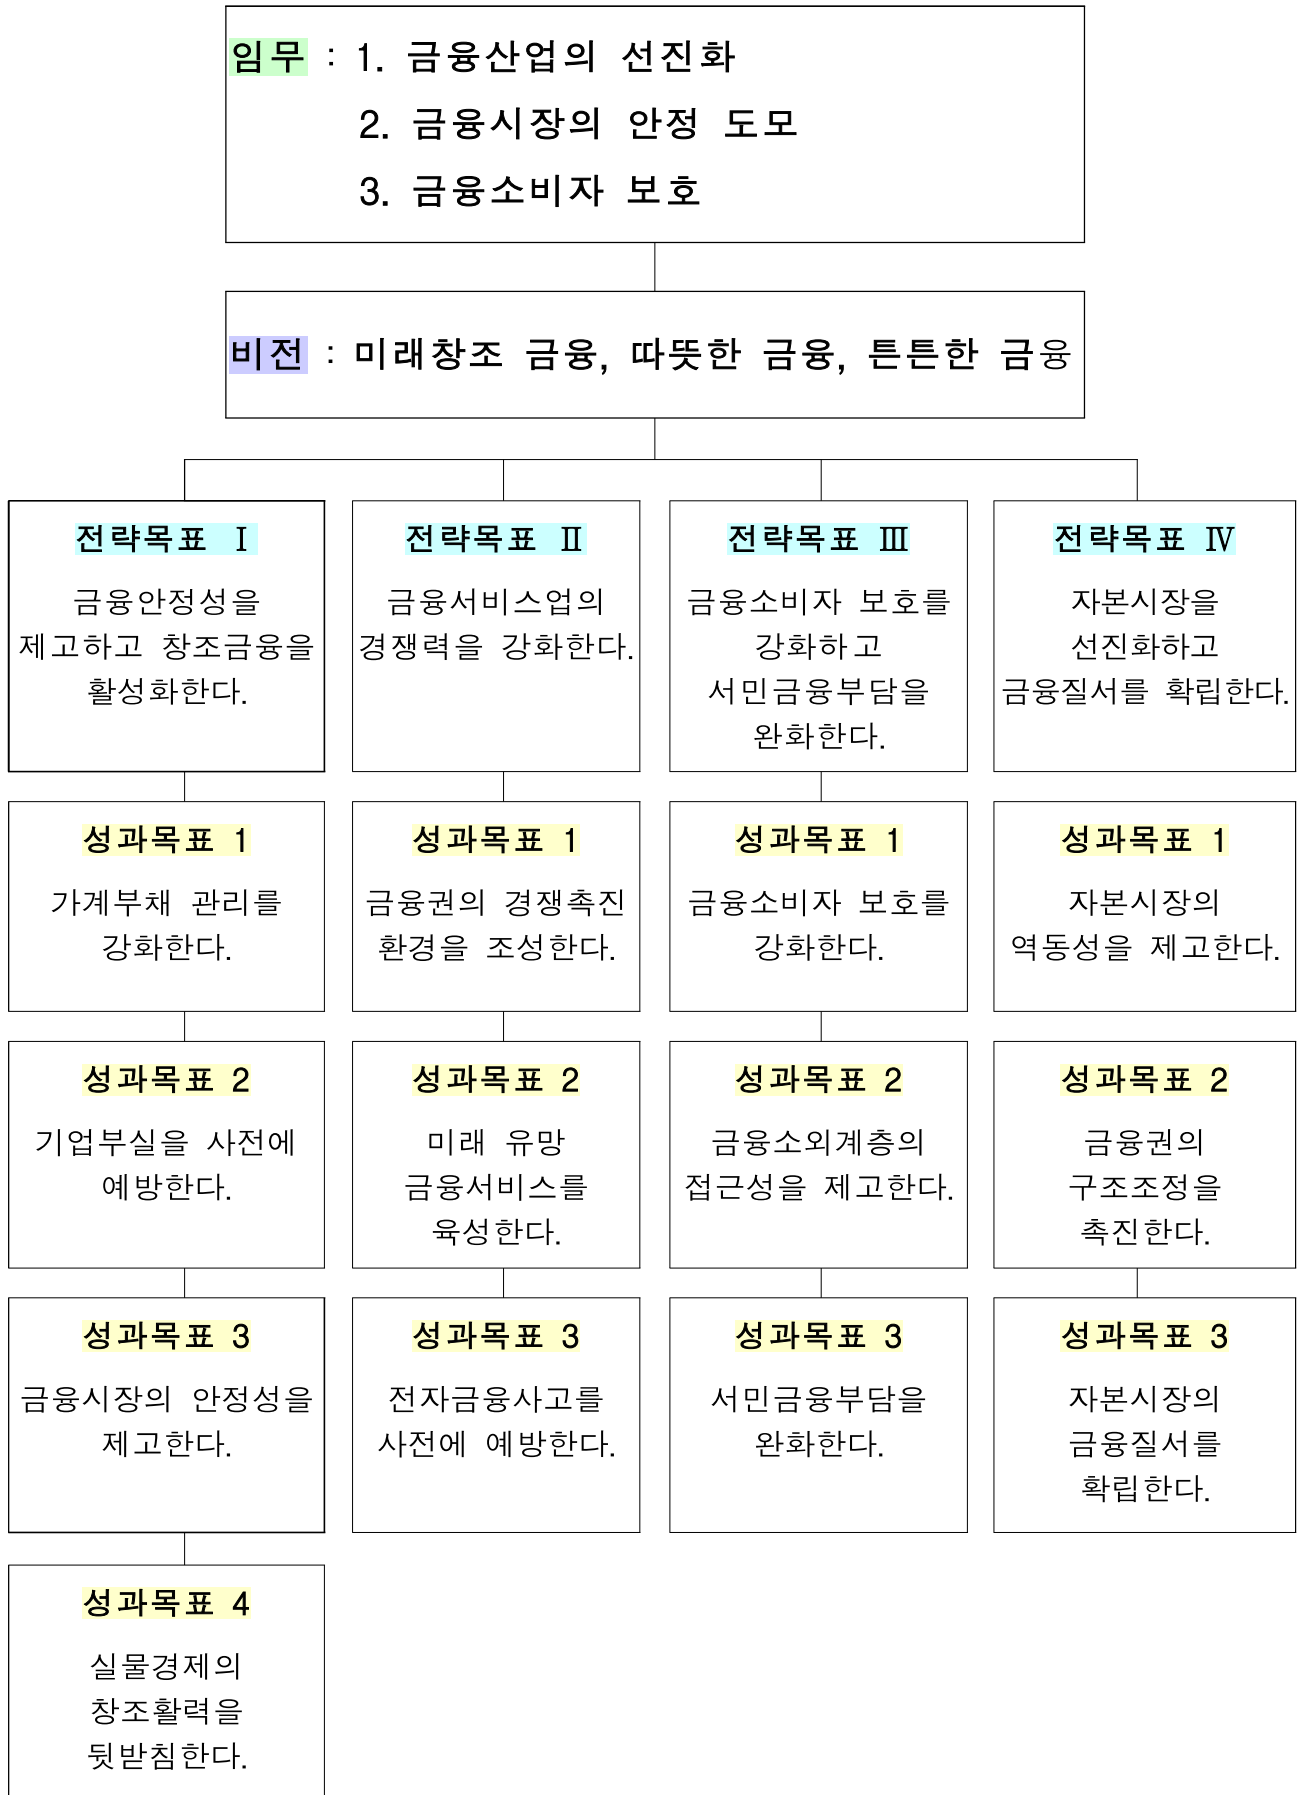 임무 : 1. 금융산업의 선진화
2. 금융시장의 안정 도모
3. 금융소비자 보호
비전 : 미래창조 금융, 따뜻한 금융, 튼튼한 금융
전략목표 Ⅰ
금융안정성을
제고하고 창조금융을
활성화한다.
전략목표 Ⅱ
금융서비스업의
경쟁력을 강화한다.
전략목표 Ⅲ
금융소비자 보호를
강화하고
서민금융부담을
완화한다.
전략목표 Ⅳ
자본시장을
선진화하고
금융질서를 확립한다.
성과목표 1
가계부채 관리를
강화한다.
성과목표 1
금융권의 경쟁촉진
환경을 조성한다.
성과목표 1
금융소비자 보호를
강화한다.
성과목표 1
자본시장의
역동성을 제고한다.
성과목표 2
기업부실을 사전에
예방한다.
성과목표 2
미래 유망
금융서비스를
육성한다.
성과목표 2
금융소외계층의
접근성을 제고한다.
성과목표 2
금융권의
구조조정을
촉진한다.
성과목표 3
금융시장의 안정성을
제고한다.
성과목표 3
전자금융사고를
사전에 예방한다.
성과목표 3
서민금융부담을
완화한다.
성과목표 3
자본시장의
금융질서를
확립한다.
성과목표 4
실물경제의
창조활력을
뒷받침한다.